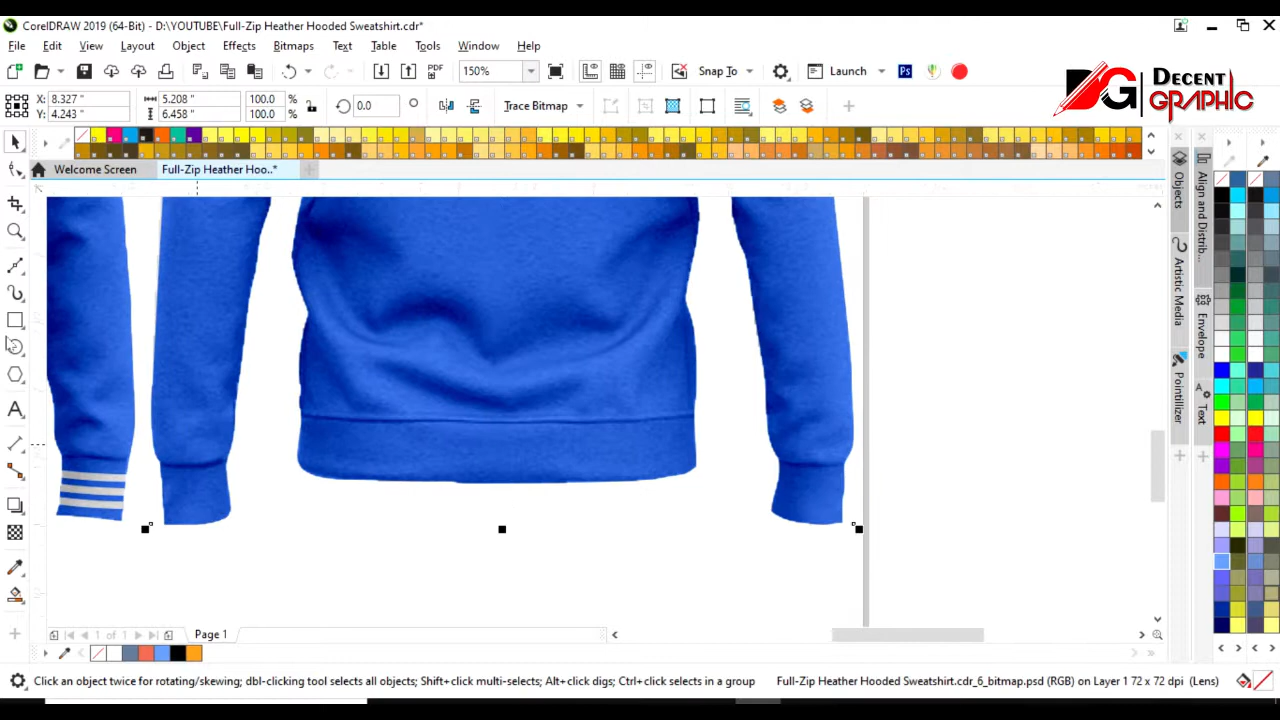 CorelDRAW 2019 (64-Bit) - D:\YOUTUBE\Full-Zip Heather Hooded Sweatshirt.cdr*
File Edit View Layout Object Effects Bitmaps Text Table Tools Window Help
PDF 150% Snap To Launch Ps
DECENT
GRAPHIC
X: 8.327 " 5.208 " 100.0 % 0.0 ° Trace Bitmap
Y: 4.243 " 6.458 " 100.0 %
Welcome Screen Full-Zip Heather Hoo..*
Objects
Artistic Media
Pointillizer
Align and Distrib...
Envelope
Text
1 of 1 Page 1
Click an object twice for rotating/skewing; dbl-clicking tool selects all objects; Shift+click multi-selects; Alt+click digs; Ctrl+click selects in a group Full-Zip Heather Hooded Sweatshirt.cdr_6_bitmap.psd (RGB) on Layer 1 72 x 72 dpi (Lens)